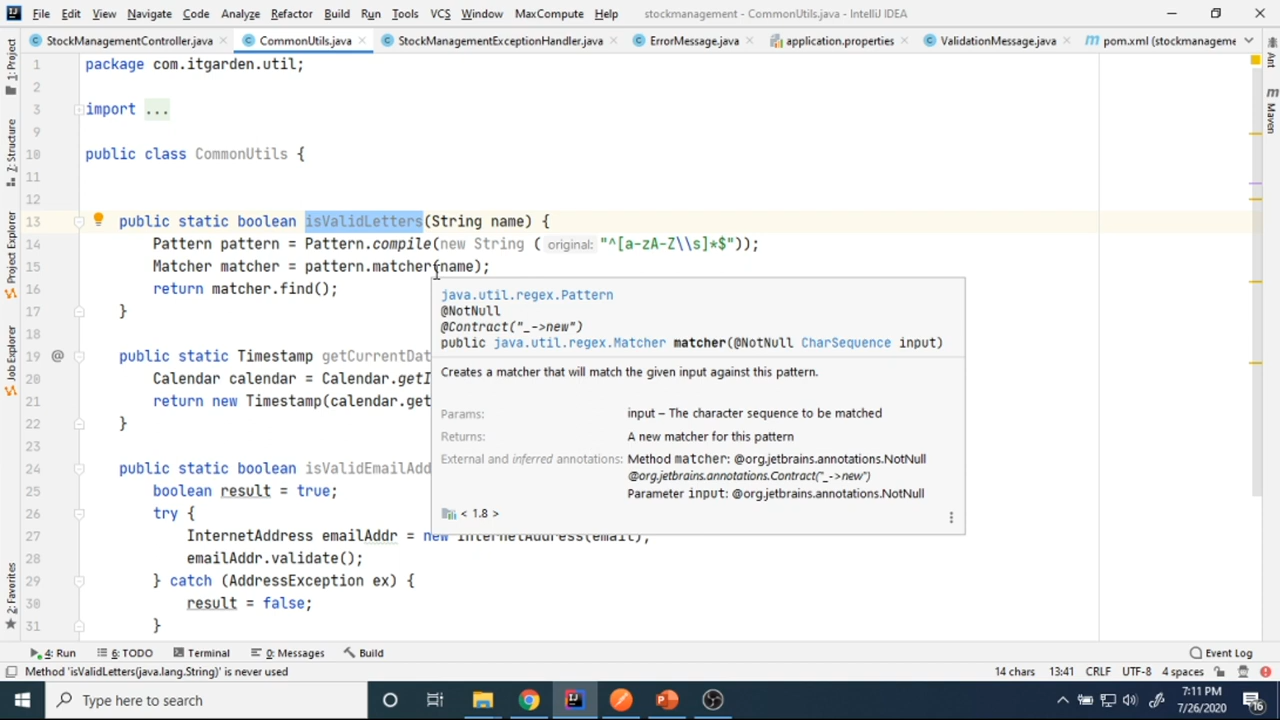 File Edit View Navigate Code Analyze Refactor Build Run Tools VCS Window MaxCompute Help stockmanagement - CommonUtils.java - IntelliJ IDEA
StockManagementController.java CommonUtils.java StockManagementExceptionHandler.java ErrorMessage.java application.properties ValidationMessage.java pom.xml (stockmanageme
1: Project
Z: Structure
Project Explorer
Job Explorer
2: Favorites
Ant
Maven
1 package com.itgarden.util;
2
3 import ...
9
10 public class CommonUtils {
11
12
13 public static boolean isValidLetters(String name) {
14 Pattern pattern = Pattern.compile(new String ( original: "^[a-zA-Z\\s]*$"));
15 Matcher matcher = pattern.matcher(name);
16 return matcher.find();
17 }
18
19 @ public static Timestamp getCurrentDat
20 Calendar calendar = Calendar.getI
21 return new Timestamp(calendar.get
22 }
23
24 public static boolean isValidEmailAdd
25 boolean result = true;
26 try {
27 InternetAddress emailAddr = new InternetAddress(email);
28 emailAddr.validate();
29 } catch (AddressException ex) {
30 result = false;
31 }
java.util.regex.Pattern
@NotNull
@Contract("_->new")
public java.util.regex.Matcher matcher(@NotNull CharSequence input)
Creates a matcher that will match the given input against this pattern.
Params: input – The character sequence to be matched
Returns: A new matcher for this pattern
External and inferred annotations: Method matcher: @org.jetbrains.annotations.NotNull
@org.jetbrains.annotations.Contract("_->new")
Parameter input: @org.jetbrains.annotations.NotNull
< 1.8 >
4: Run 6: TODO Terminal 0: Messages Build Event Log
Method 'isValidLetters(java.lang.String)' is never used 14 chars 13:41 CRLF UTF-8 4 spaces
Type here to search
7:11 PM
7/26/2020
16